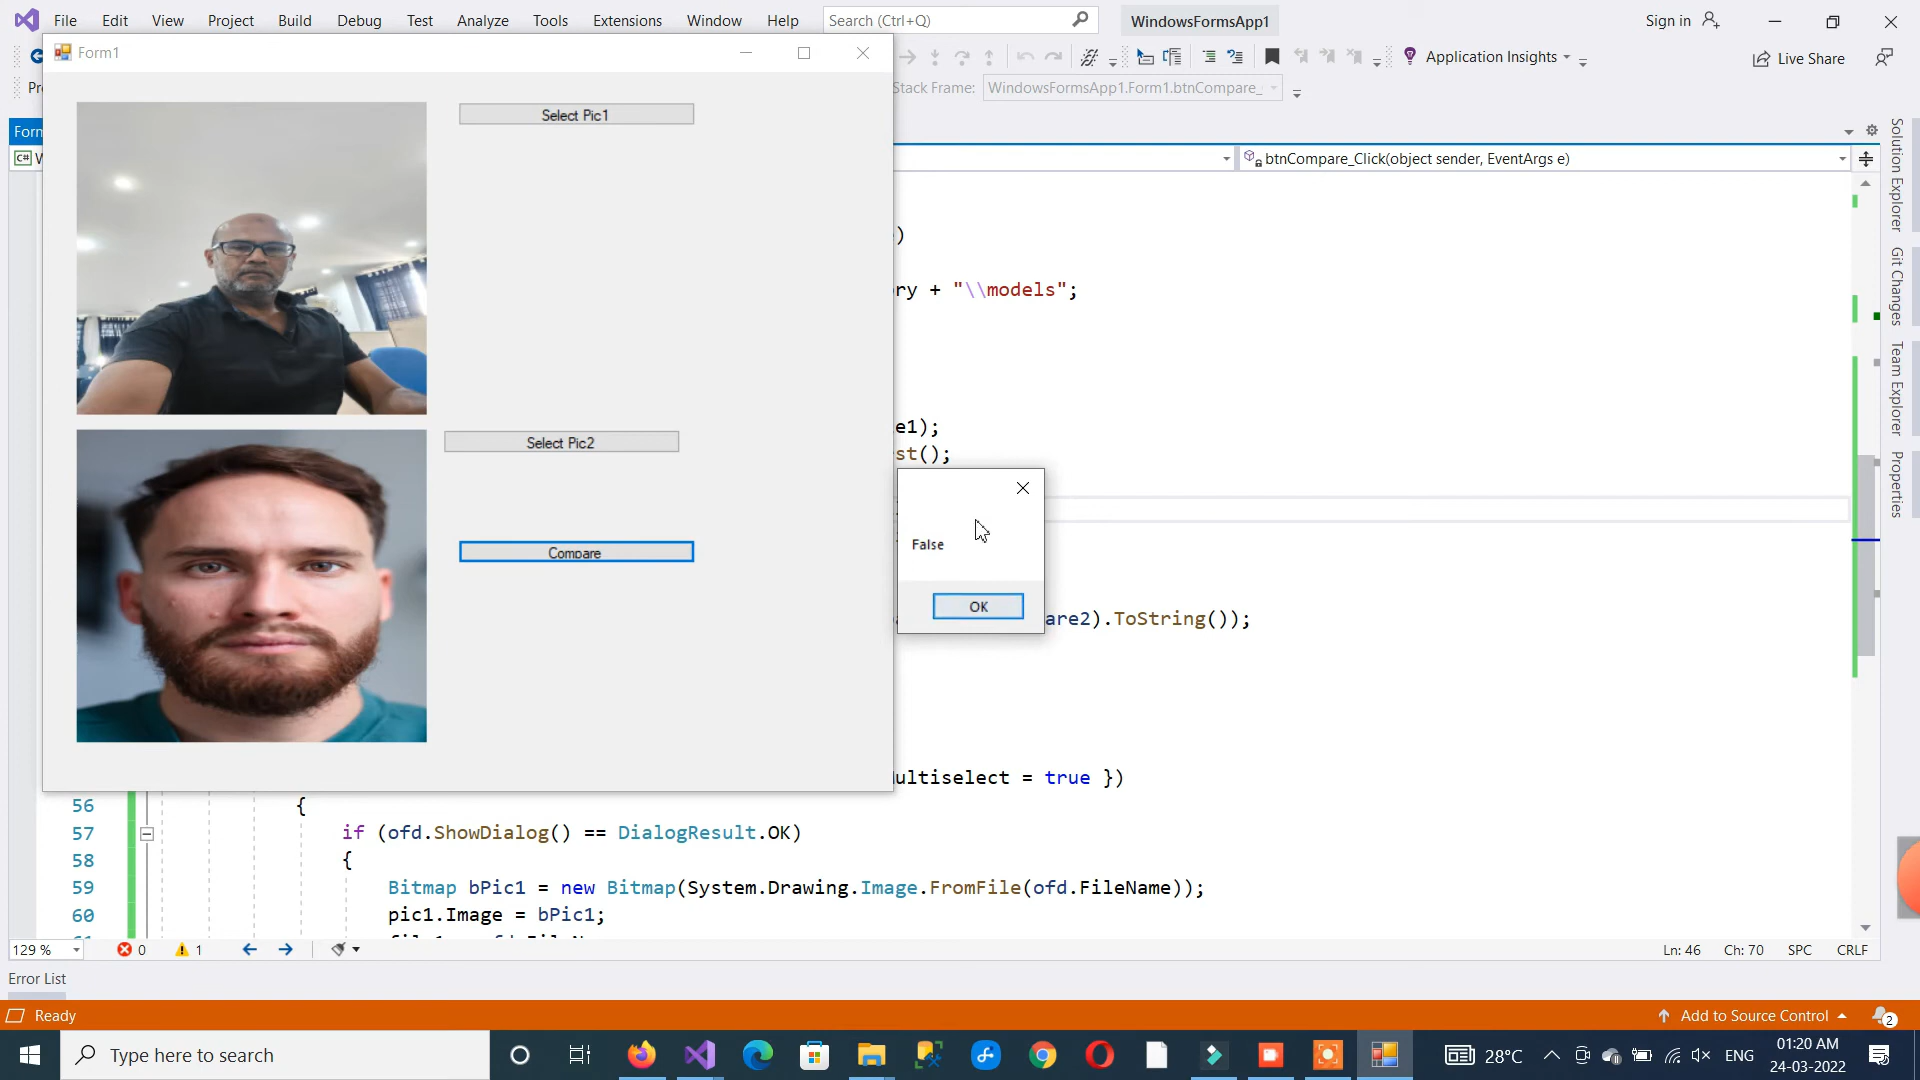 File Edit View Project Build Debug Test Analyze Tools Extensions Window Help Search (Ctrl+Q) WindowsFormsApp1 Sign in
Form1
Application Insights
Live Share
Stack Frame: WindowsFormsApp1.Form1.btnCompare_
btnCompare_Click(object sender, EventArgs e)
Select Pic1
)
ry + "\\models";
e1);
st();
Select Pic2
Compare
False
OK
are2).ToString());
ultiselect = true })
56 {
57 if (ofd.ShowDialog() == DialogResult.OK)
58 {
59 Bitmap bPic1 = new Bitmap(System.Drawing.Image.FromFile(ofd.FileName));
60 pic1.Image = bPic1;
129 % 0 1 Ln: 46 Ch: 70 SPC CRLF
Error List
Ready Add to Source Control 2
Type here to search 28°C ENG 01:20 AM
24-03-2022
Solution Explorer
Git Changes
Team Explorer
Properties